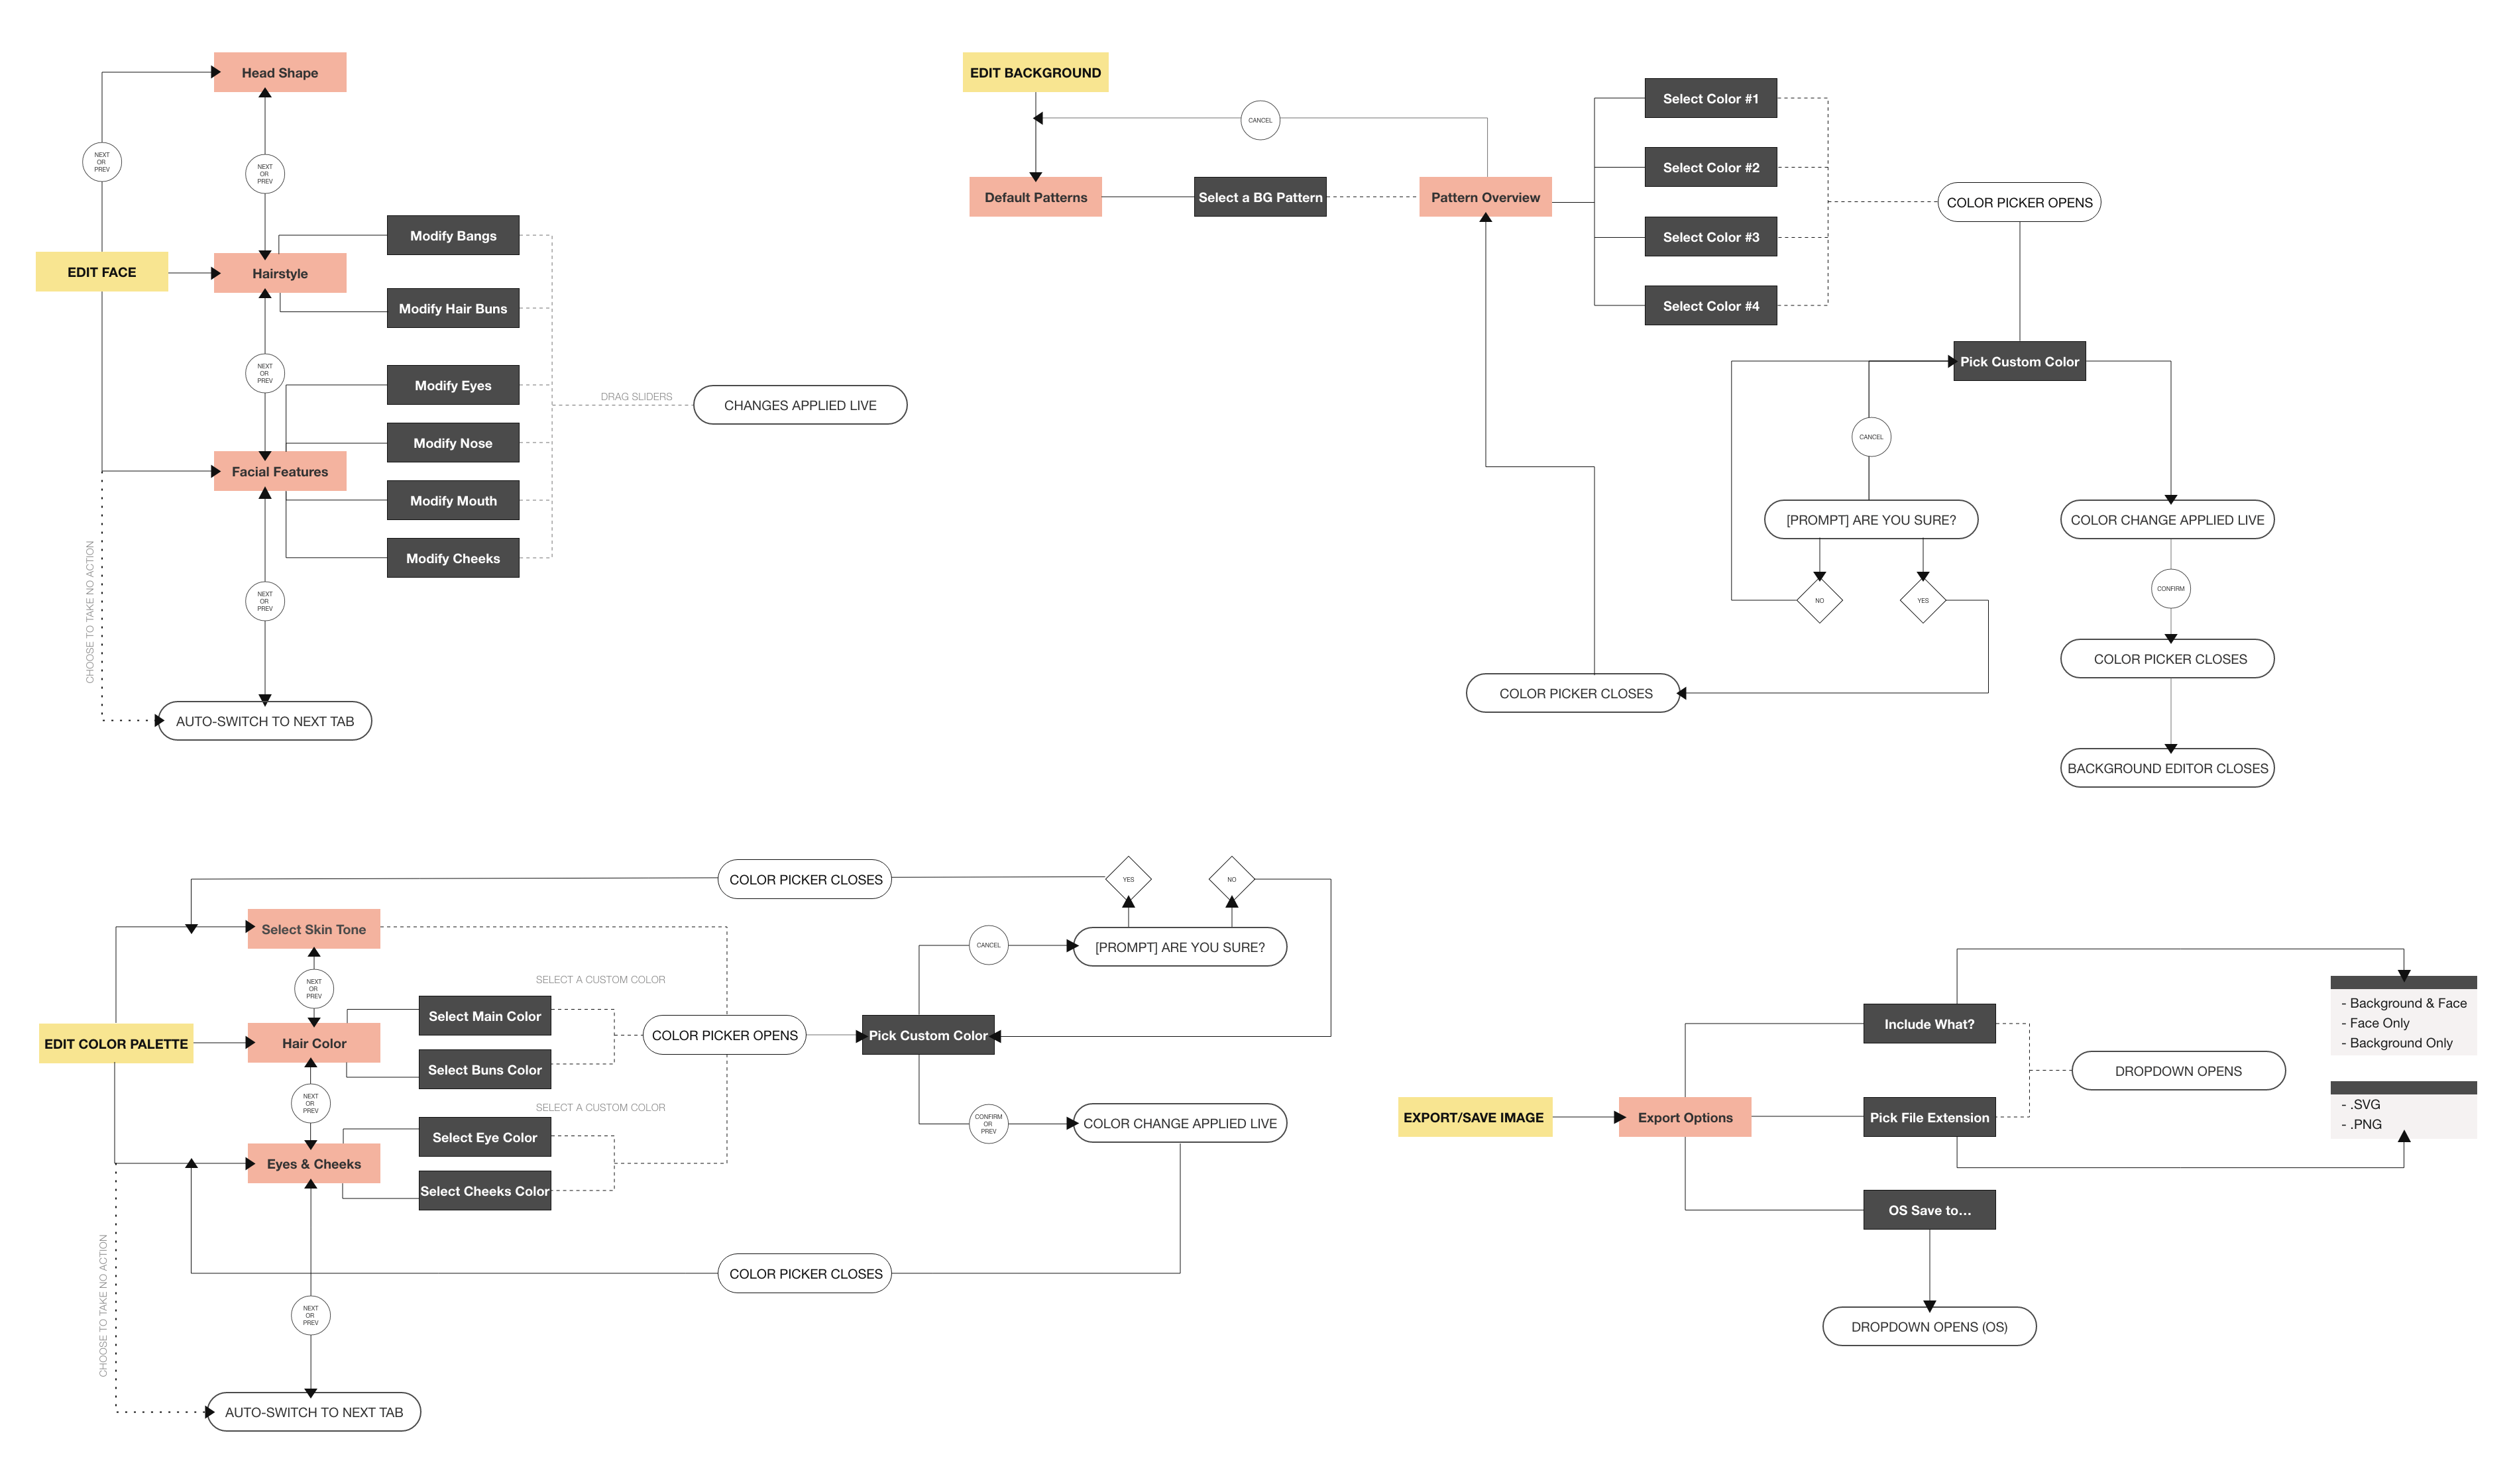 Head Shape
NEXT
OR
PREV
NEXT
OR
PREV
EDIT FACE
Hairstyle
Modify Bangs
Modify Hair Buns
NEXT
OR
PREV
Modify Eyes
Modify Nose
Facial Features
Modify Mouth
Modify Cheeks
DRAG SLIDERS
CHANGES APPLIED LIVE
NEXT
OR
PREV
CHOOSE TO TAKE NO ACTION
AUTO-SWITCH TO NEXT TAB
EDIT BACKGROUND
CANCEL
Default Patterns
Select a BG Pattern
Pattern Overview
Select Color #1
Select Color #2
Select Color #3
Select Color #4
COLOR PICKER OPENS
Pick Custom Color
CANCEL
[PROMPT] ARE YOU SURE?
NO
YES
COLOR PICKER CLOSES
COLOR CHANGE APPLIED LIVE
CONFIRM
COLOR PICKER CLOSES
BACKGROUND EDITOR CLOSES
COLOR PICKER CLOSES
YES
NO
Select Skin Tone
[PROMPT] ARE YOU SURE?
CANCEL
NEXT
OR
PREV
SELECT A CUSTOM COLOR
EDIT COLOR PALETTE
Hair Color
Select Main Color
Select Buns Color
COLOR PICKER OPENS
Pick Custom Color
NEXT
OR
PREV
SELECT A CUSTOM COLOR
Eyes & Cheeks
Select Eye Color
Select Cheeks Color
CONFIRM
OR
PREV
COLOR CHANGE APPLIED LIVE
COLOR PICKER CLOSES
NEXT
OR
PREV
CHOOSE TO TAKE NO ACTION
AUTO-SWITCH TO NEXT TAB
EXPORT/SAVE IMAGE
Export Options
Include What?
Pick File Extension
OS Save to...
DROPDOWN OPENS
- Background & Face
- Face Only
- Background Only
- .SVG
- .PNG
DROPDOWN OPENS (OS)